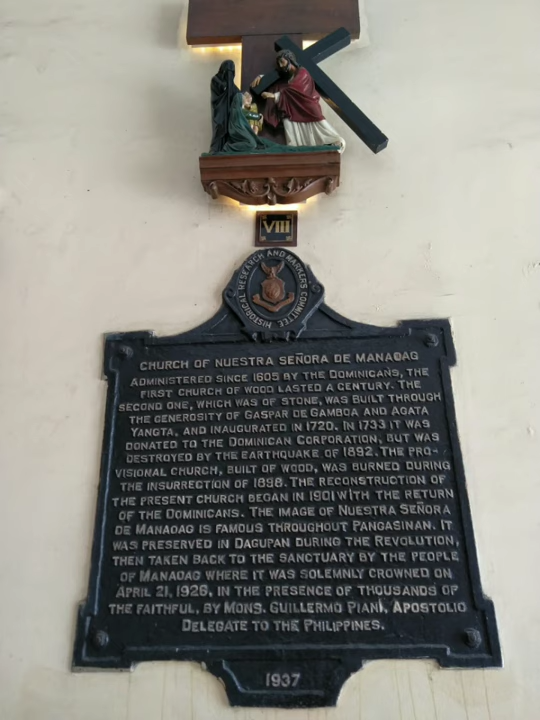 VIII
HISTORICAL RESEARCH AND MARKERS COMMITTEE
CHURCH OF NUESTRA SEÑORA DE MANAOAG
ADMINISTERED SINCE 1605 BY THE DOMINICANS, THE
FIRST CHURCH OF WOOD LASTED A CENTURY. THE
SECOND ONE, WHICH WAS OF STONE, WAS BUILT THROUGH
THE GENEROSITY OF GASPAR DE GAMBOA AND AGATA
YANGTA, AND INAUGURATED IN 1720. IN 1733 IT WAS
DONATED TO THE DOMINICAN CORPORATION, BUT WAS
DESTROYED BY THE EARTHQUAKE OF 1892. THE PRO-
VISIONAL CHURCH, BUILT OF WOOD, WAS BURNED DURING
THE INSURRECTION OF 1898. THE RECONSTRUCTION OF
THE PRESENT CHURCH BEGAN IN 1901 WITH THE RETURN
OF THE DOMINICANS. THE IMAGE OF NUESTRA SEÑORA
DE MANAOAG IS FAMOUS THROUGHOUT PANGASINAN. IT
WAS PRESERVED IN DAGUPAN DURING THE REVOLUTION,
THEN TAKEN BACK TO THE SANCTUARY BY THE PEOPLE
OF MANAOAG WHERE IT WAS SOLEMNLY CROWNED ON
APRIL 21, 1926, IN THE PRESENCE OF THOUSANDS OF
THE FAITHFUL, BY MONS. GUILLERMO PIANI, APOSTOLIC
DELEGATE TO THE PHILIPPINES.
1937